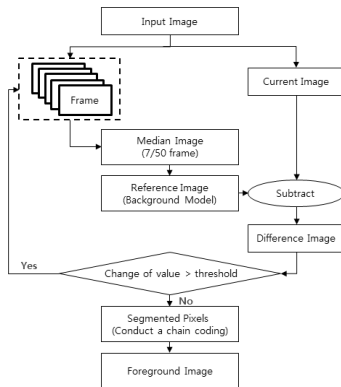 Input Image
Frame
Current Image
Median Image
(7/50 frame)
Reference Image
(Background Model)
Subtract
Difference Image
Yes
Change of value > threshold
No
Segmented Pixels
(Conduct a chain coding)
Foreground Image